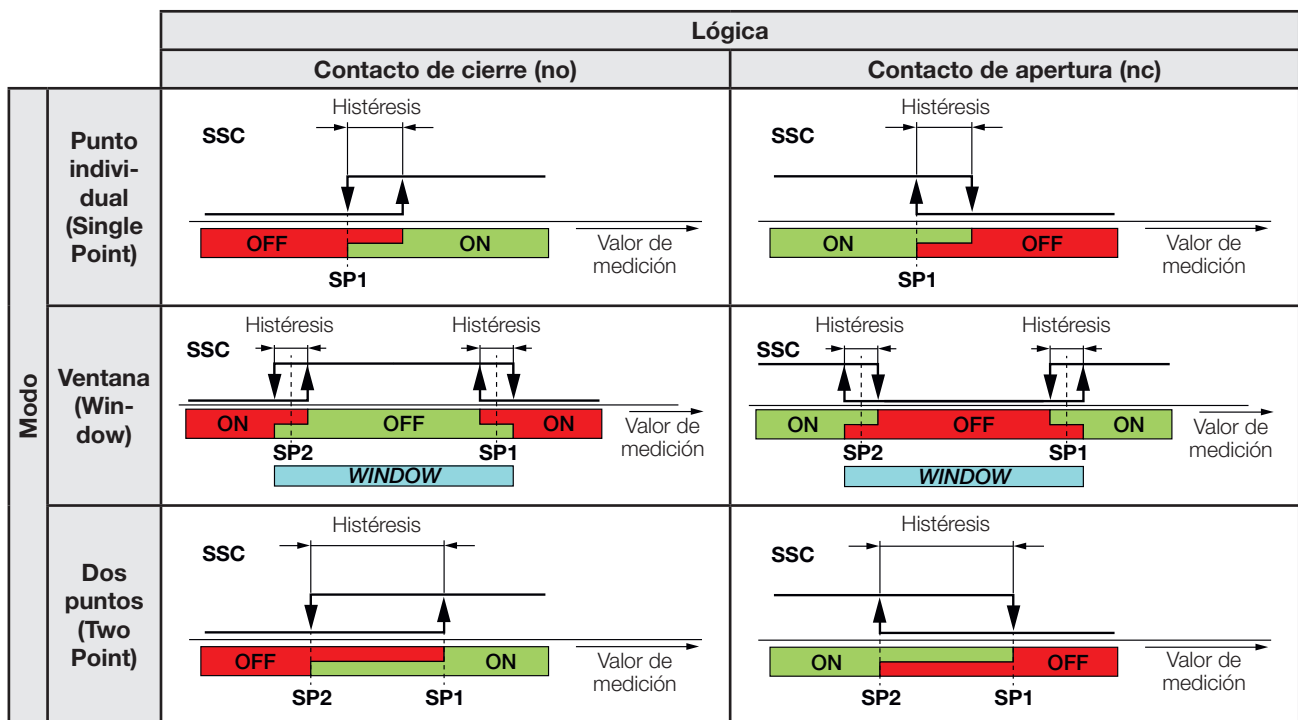 Lógica
Contacto de cierre (no)
Contacto de apertura (nc)
Modo
Punto
indivi-
dual
(Single
Point)
Histéresis
SSC
OFF
ON
Valor de
medición
SP1
Histéresis
SSC
ON
OFF
Valor de
medición
SP1
Ventana
(Win-
dow)
Histéresis
Histéresis
SSC
ON
OFF
ON
Valor de
medición
SP2
SP1
WINDOW
Histéresis
Histéresis
SSC
ON
OFF
ON
Valor de
medición
SP2
SP1
WINDOW
Dos
puntos
(Two
Point)
Histéresis
SSC
OFF
ON
Valor de
medición
SP2
SP1
Histéresis
SSC
ON
OFF
Valor de
medición
SP2
SP1